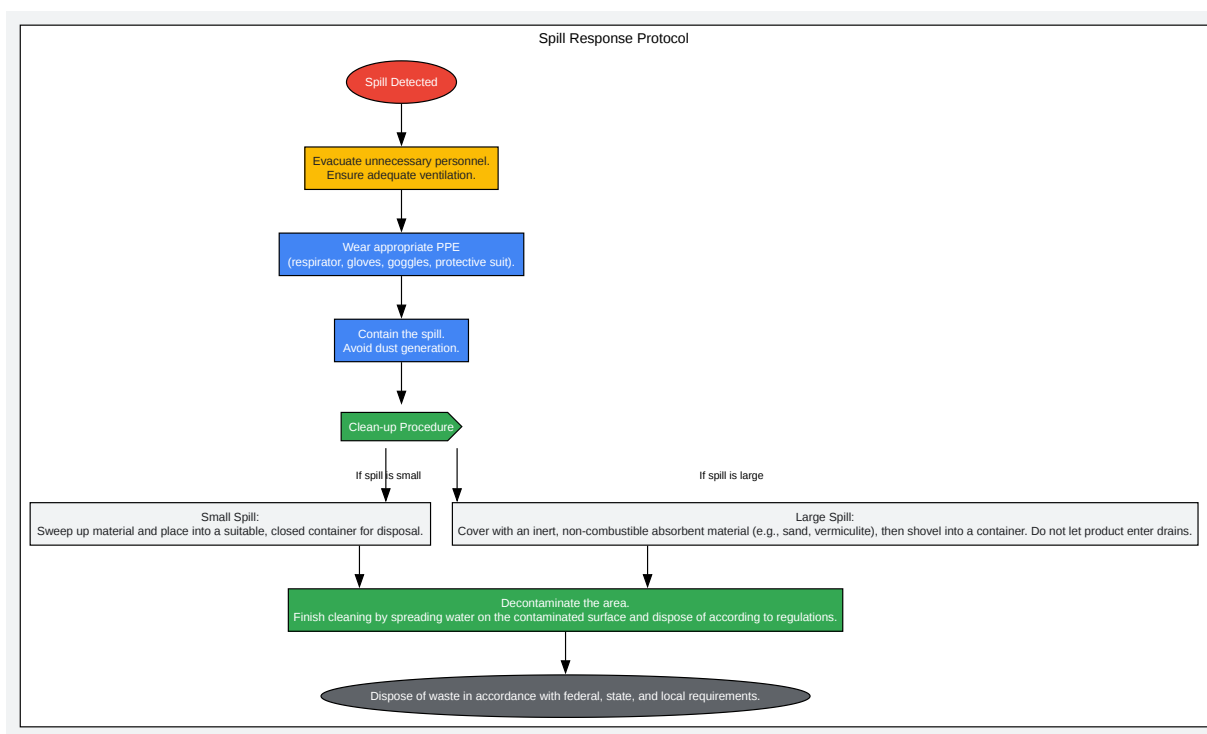 Spill Response Protocol
Spill Detected
Evacuate unnecessary personnel.
Ensure adequate ventilation.
Wear appropriate PPE
(respirator, gloves, goggles, protective suit).
Contain the spill.
Avoid dust generation.
Clean-up Procedure
If spill is small
If spill is large
Small Spill:
Sweep up material and place into a suitable, closed container for disposal.
Large Spill:
Cover with an inert, non-combustible absorbent material (e.g., sand, vermiculite), then shovel into a container. Do not let product enter drains.
Decontaminate the area.
Finish cleaning by spreading water on the contaminated surface and dispose of according to regulations.
Dispose of waste in accordance with federal, state, and local requirements.